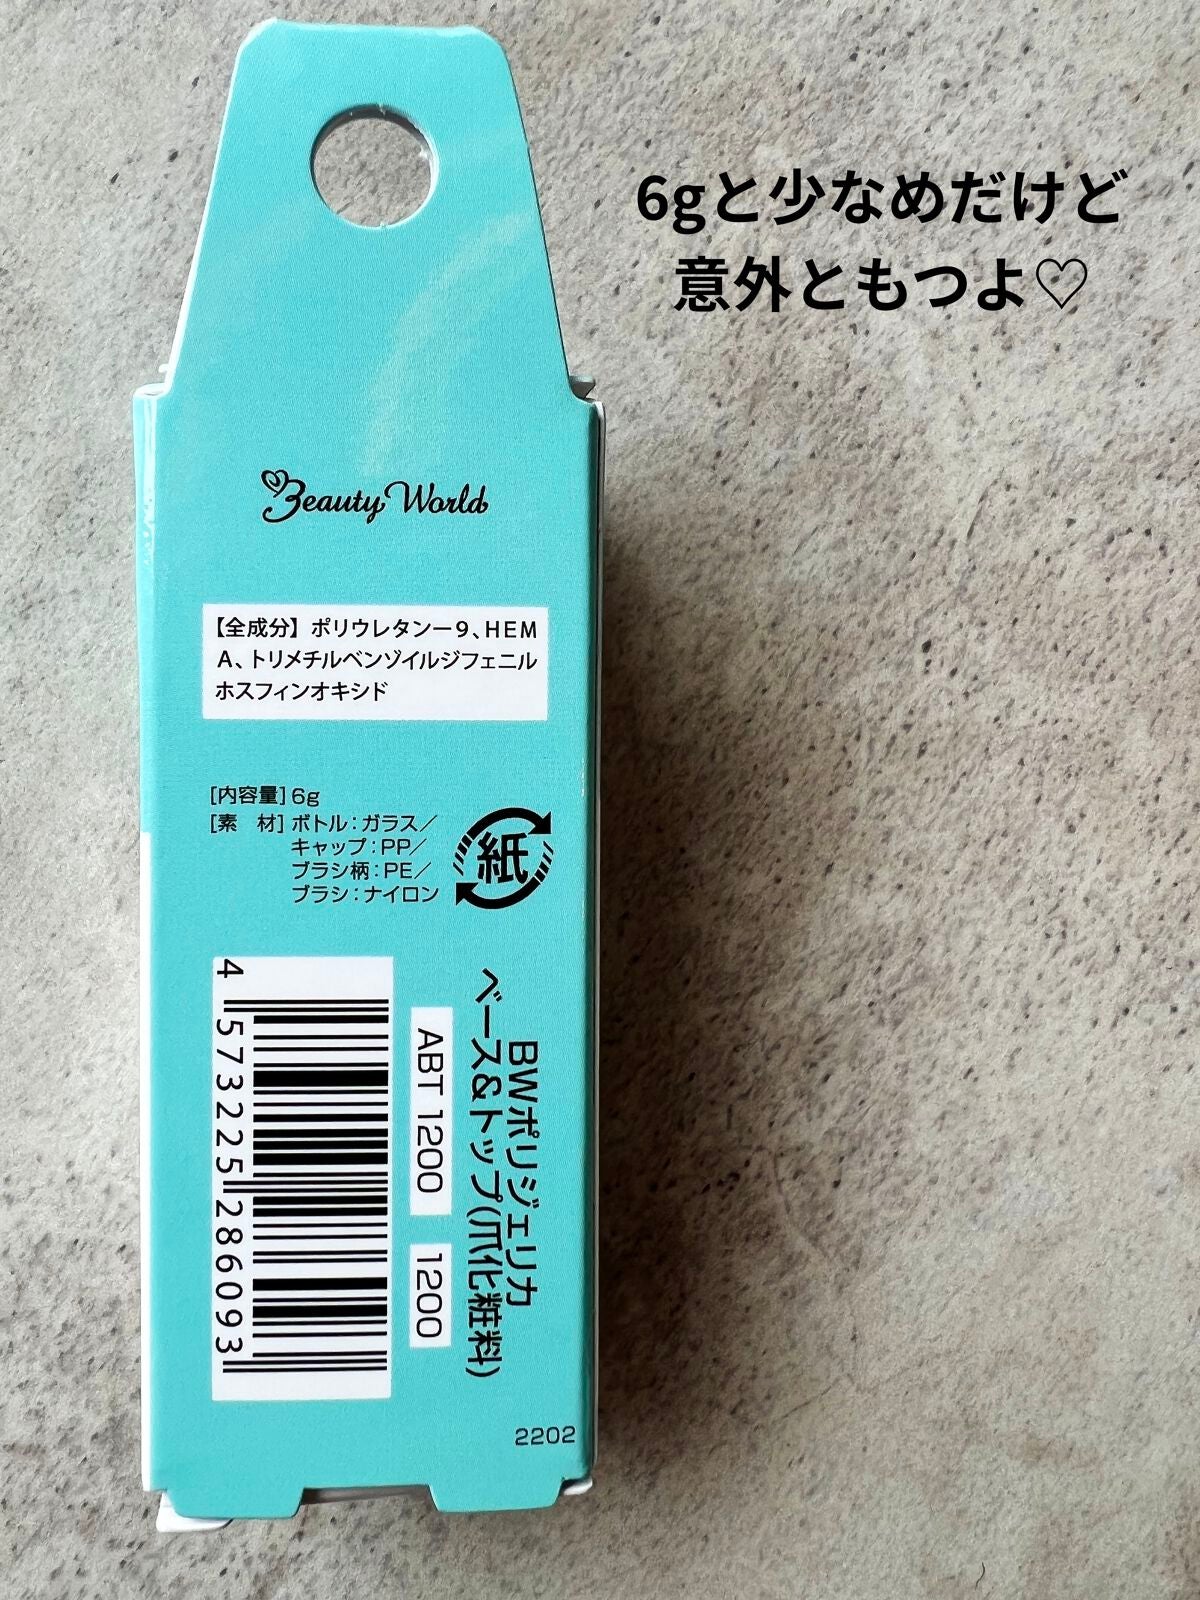 6gと少なめだけど
意外ともつよ♡
Beauty World
【全成分】ポリウレタンー9、HEM
A、トリメチルベンゾイルジフェニル
ホスフィンオキシド
[内容量]6g
[素　材]ボトル：ガラス／
キャップ：PP／
ブラシ柄：PE／
ブラシ：ナイロン
紙
BWポリジェリカ
ベース&トップ(爪化粧料)
ABT 1200 1200
4 573225 286093
2202